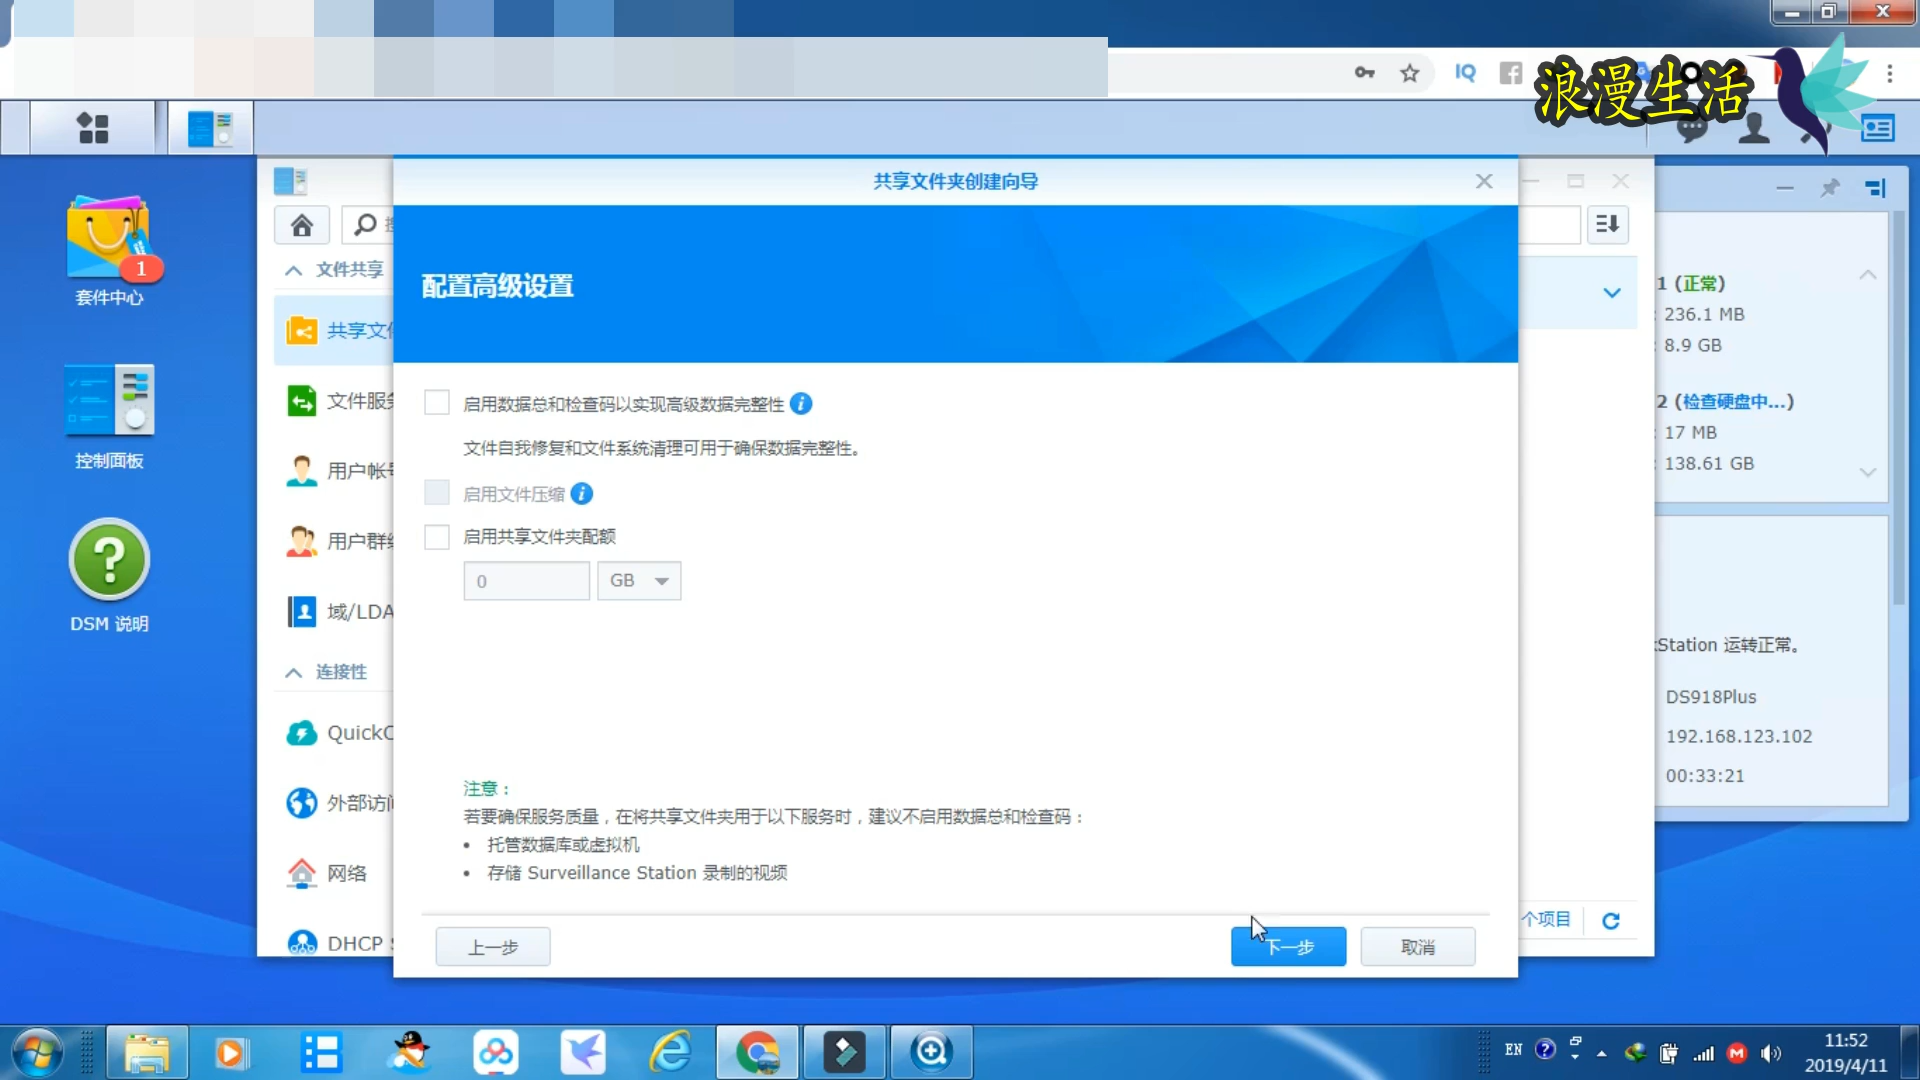 IQ
浪漫生活
共享文件夹创建向导
套件中心
1
控制面板
DSM 说明
文件共享
共享文
文件服
用户帐
用户群
域/LDA
连接性
QuickC
外部访
网络
DHCP
配置高级设置
启用数据总和检查码以实现高级数据完整性
文件自我修复和文件系统清理可用于确保数据完整性。
启用文件压缩
启用共享文件夹配额
0
GB
注意：
若要确保服务质量，在将共享文件夹用于以下服务时，建议不启用数据总和检查码：
• 托管数据库或虚拟机
• 存储 Surveillance Station 录制的视频
上一步
下一步
取消
个项目
1 (正常)
: 236.1 MB
: 8.9 GB
2 (检查硬盘中...)
: 17 MB
: 138.61 GB
Station 运转正常。
DS918Plus
192.168.123.102
00:33:21
EN
11:52
2019/4/11